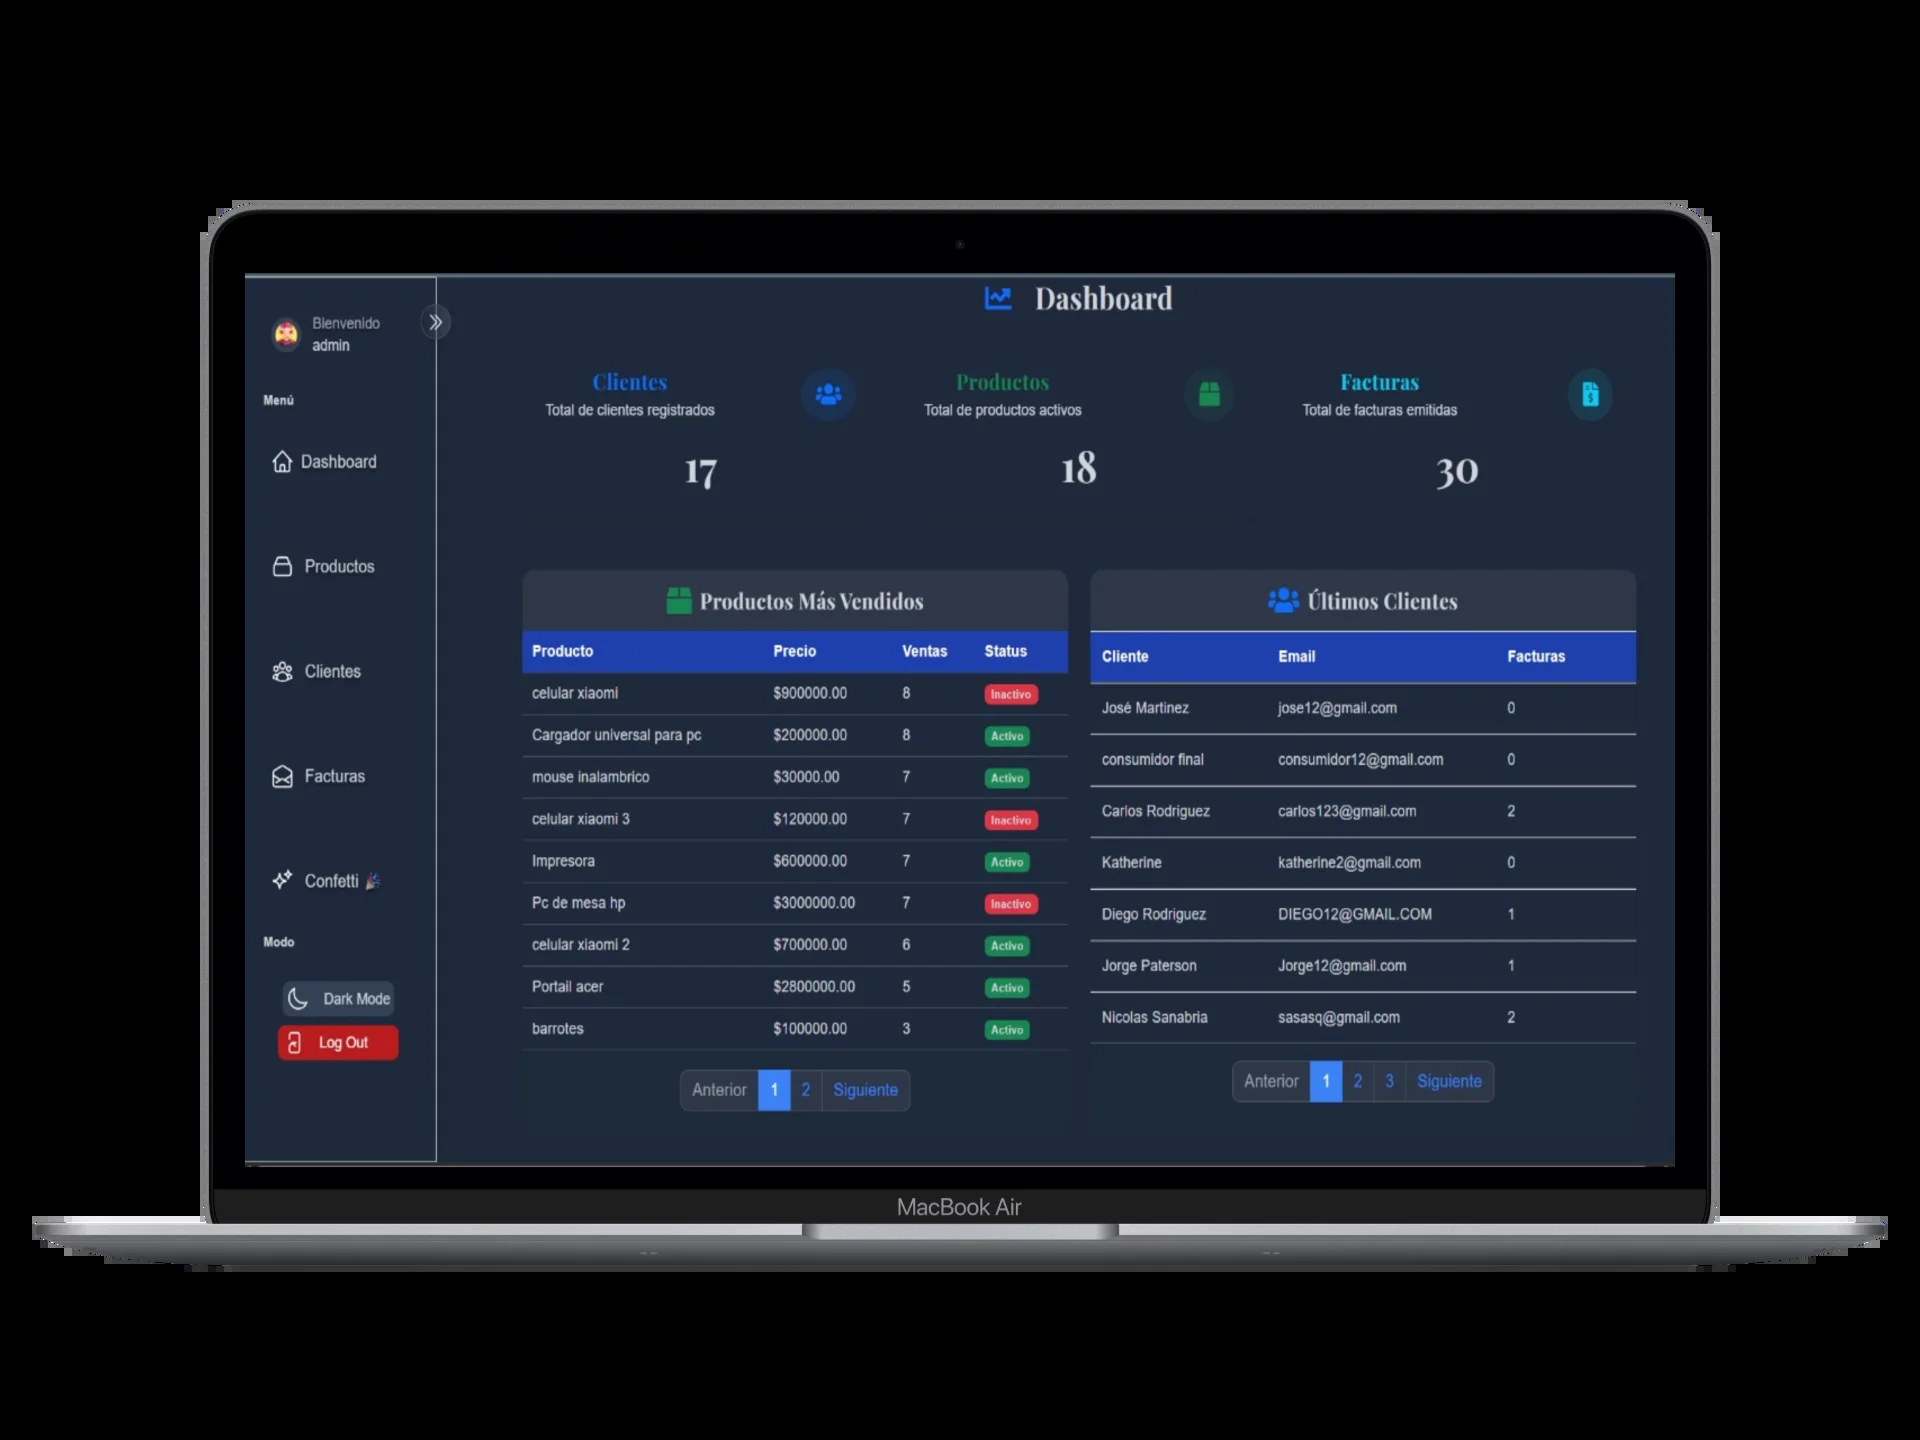 Dashboard
Bienvenido
admin
Menú
Dashboard
Productos
Clientes
Facturas
Confetti 🎉
Modo
Dark Mode
Log Out
Clientes
Total de clientes registrados
17
Productos
Total de productos activos
18
Facturas
Total de facturas emitidas
30
Productos Más Vendidos
Producto Precio Ventas Status
celular xiaomi $900000.00 8 Inactivo
Cargador universal para pc $200000.00 8 Activo
mouse inalambrico $30000.00 7 Activo
celular xiaomi 3 $120000.00 7 Inactivo
Impresora $600000.00 7 Activo
Pc de mesa hp $3000000.00 7 Inactivo
celular xiaomi 2 $700000.00 6 Activo
Portail acer $2800000.00 5 Activo
barrotes $100000.00 3 Activo
Anterior 1 2 Siguiente
Últimos Clientes
Cliente Email Facturas
José Martinez jose12@gmail.com 0
consumidor final consumidor12@gmail.com 0
Carlos Rodriguez carlos123@gmail.com 2
Katherine katherine2@gmail.com 0
Diego Rodriguez DIEGO12@GMAIL.COM 1
Jorge Paterson Jorge12@gmail.com 1
Nicolas Sanabria sasasq@gmail.com 2
Anterior 1 2 3 Siguiente
MacBook Air